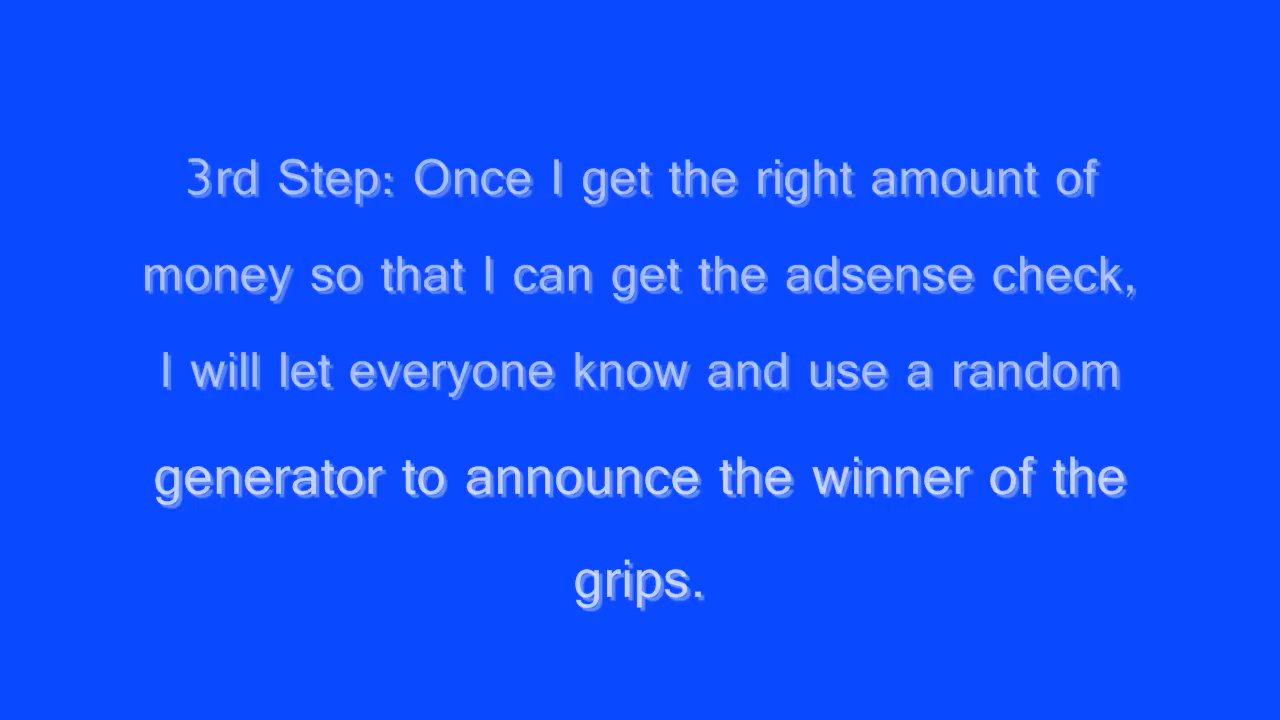 3rd Step: Once I get the right amount of
money so that I can get the adsense check,
I will let everyone know and use a random
generator to announce the winner of the
grips.